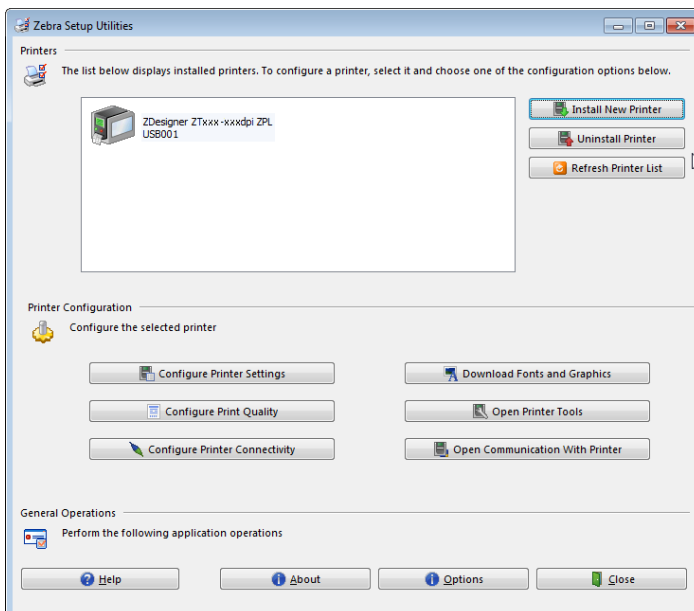 Zebra Setup Utilities
Printers
The list below displays installed printers. To configure a printer, select it and choose one of the configuration options below.
ZDesigner ZTxxx-xxxdpi ZPL
USB001
Install New Printer
Uninstall Printer
Refresh Printer List
Printer Configuration
Configure the selected printer
Configure Printer Settings
Download Fonts and Graphics
Configure Print Quality
Open Printer Tools
Configure Printer Connectivity
Open Communication With Printer
General Operations
Perform the following application operations
Help
About
Options
Close